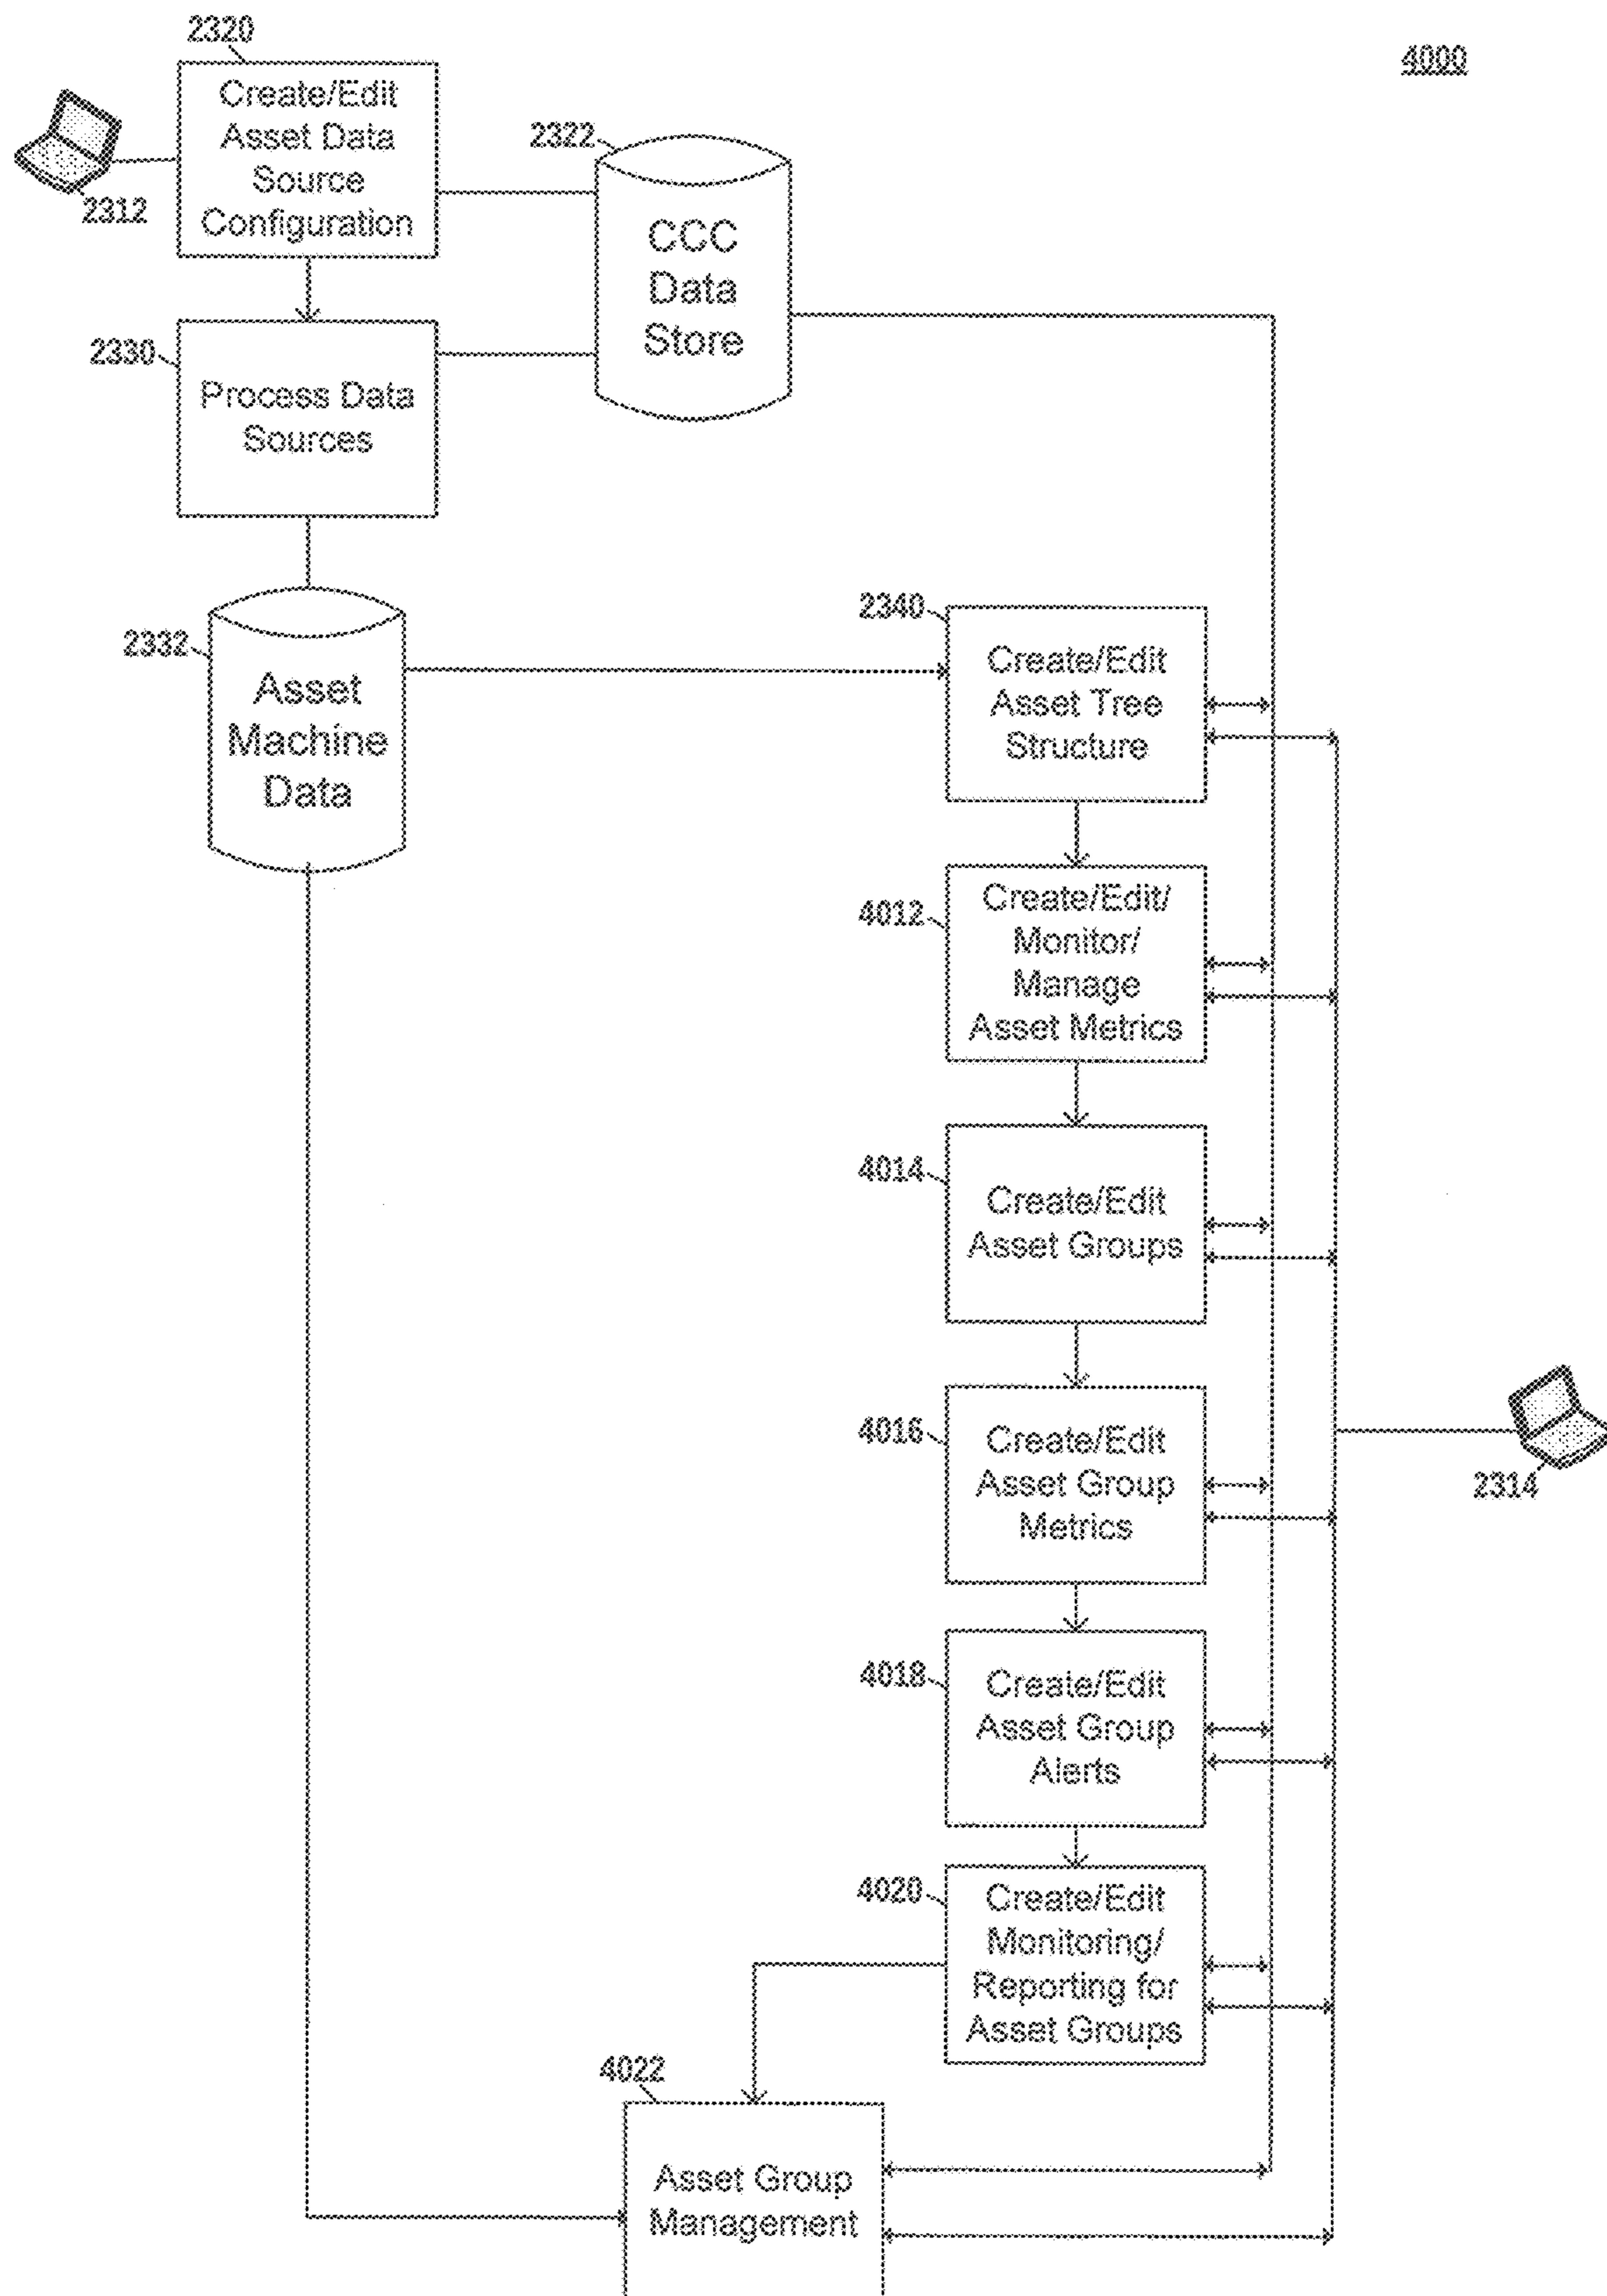 2320
4000
Create/Edit
Asset Data
Source
Configuration
2312
2322
CCC
Data
Store
2330
Process Data
Sources
2332
Asset
Machine
Data
2340
Create/Edit
Asset Tree
Structure
4012
Create/Edit/
Monitor/
Manage
Asset Metrics
4014
Create/Edit
Asset Groups
4016
Create/Edit
Asset Group
Metrics
2314
4018
Create/Edit
Asset Group
Alerts
4020
Create/Edit
Monitoring/
Reporting for
Asset Groups
4022
Asset Group
Management